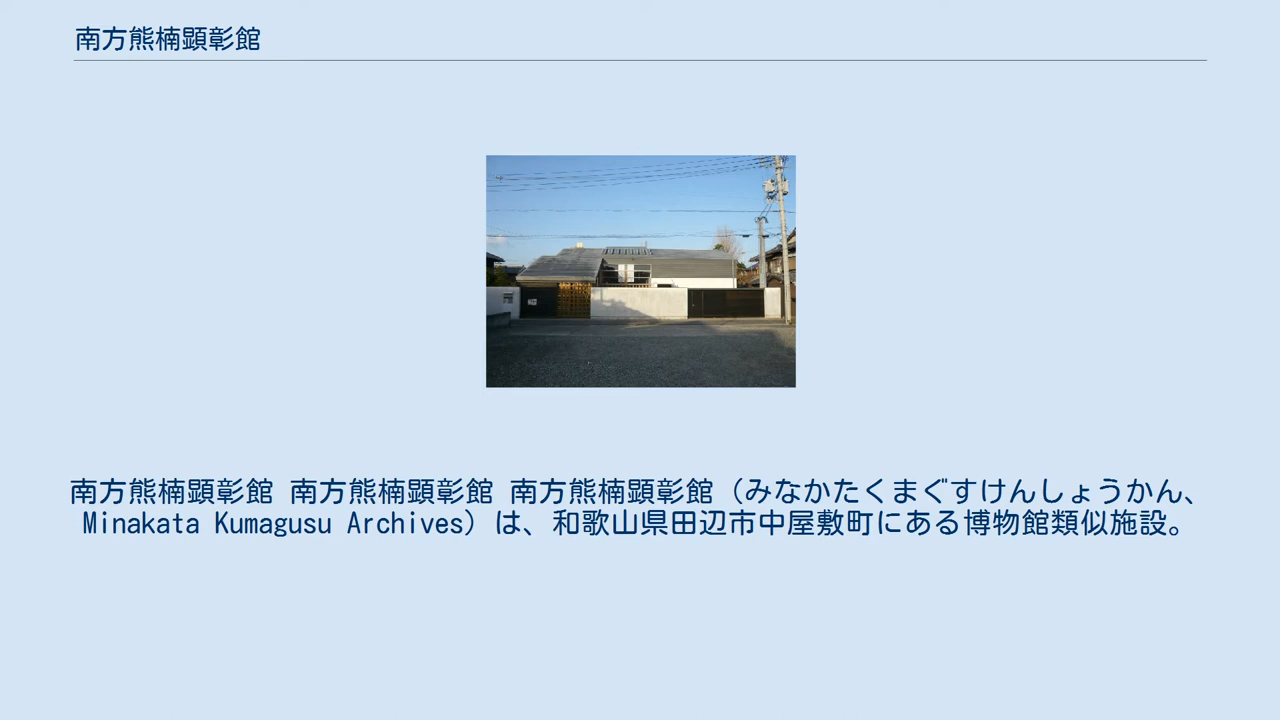 南方熊楠顕彰館
南方熊楠顕彰館 南方熊楠顕彰館 南方熊楠顕彰館（みなかたくまぐすけんしょうかん、
Minakata Kumagusu Archives）は、和歌山県田辺市中屋敷町にある博物館類似施設。